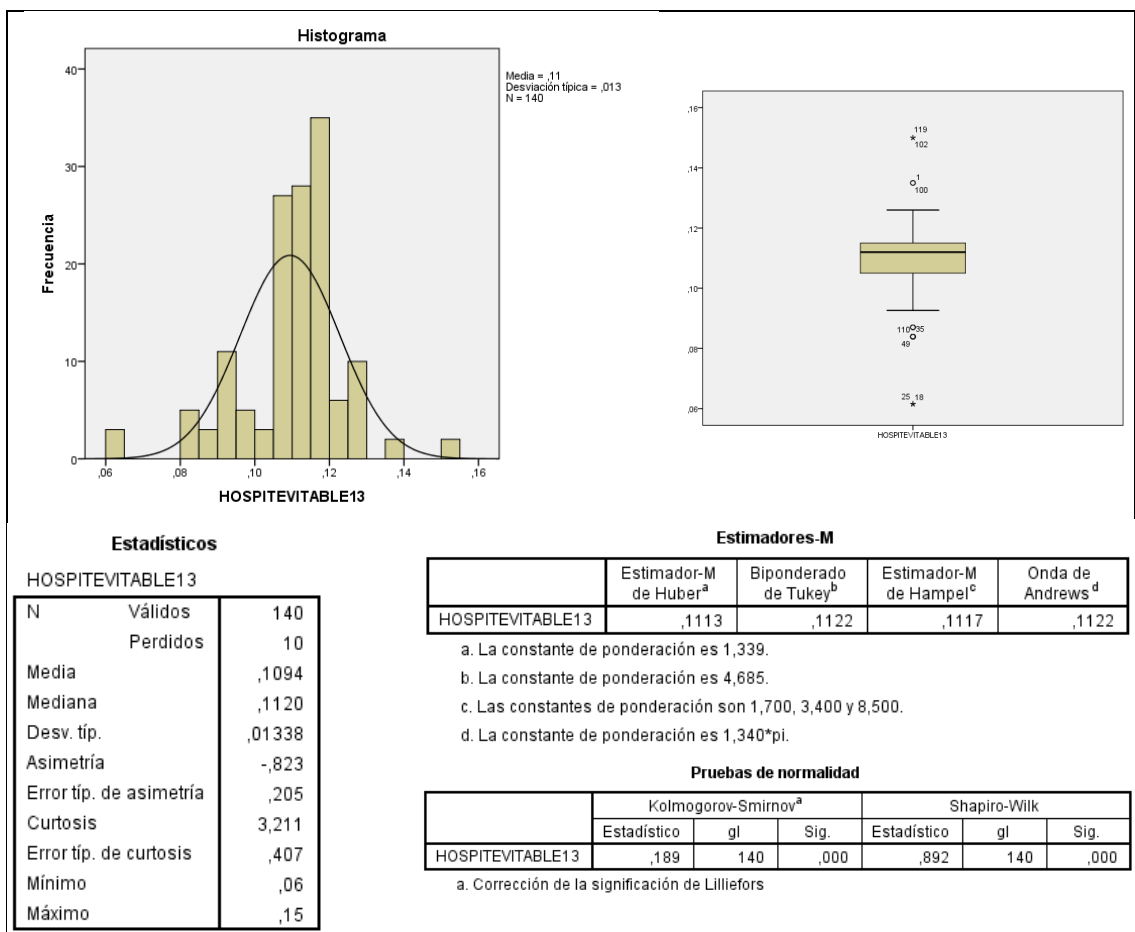 Histograma
Media = ,11
Desviación típica = ,013
N = 140
Frecuencia
40
30
20
10
0
,06 ,08 ,10 ,12 ,14 ,16
HOSPITEVITABLE13
,16
,14
,12
,10
,08
,06
119
102
1
100
110 35
49
25 18
HOSPITEVITABLE13
Estadísticos
HOSPITEVITABLE13
N Válidos 140
Perdidos 10
Media ,1094
Mediana ,1120
Desv. típ. ,01338
Asimetría -,823
Error típ. de asimetría ,205
Curtosis 3,211
Error típ. de curtosis ,407
Mínimo ,06
Máximo ,15
Estimadores-M
Estimador-M Biponderado Estimador-M Onda de
de Huberᵃ de Tukeyᵇ de Hampelᶜ Andrewsᵈ
HOSPITEVITABLE13 ,1113 ,1122 ,1117 ,1122
a. La constante de ponderación es 1,339.
b. La constante de ponderación es 4,685.
c. Las constantes de ponderación son 1,700, 3,400 y 8,500.
d. La constante de ponderación es 1,340*pi.
Pruebas de normalidad
Kolmogorov-Smirnovᵃ Shapiro-Wilk
Estadístico gl Sig. Estadístico gl Sig.
HOSPITEVITABLE13 ,189 140 ,000 ,892 140 ,000
a. Corrección de la significación de Lilliefors